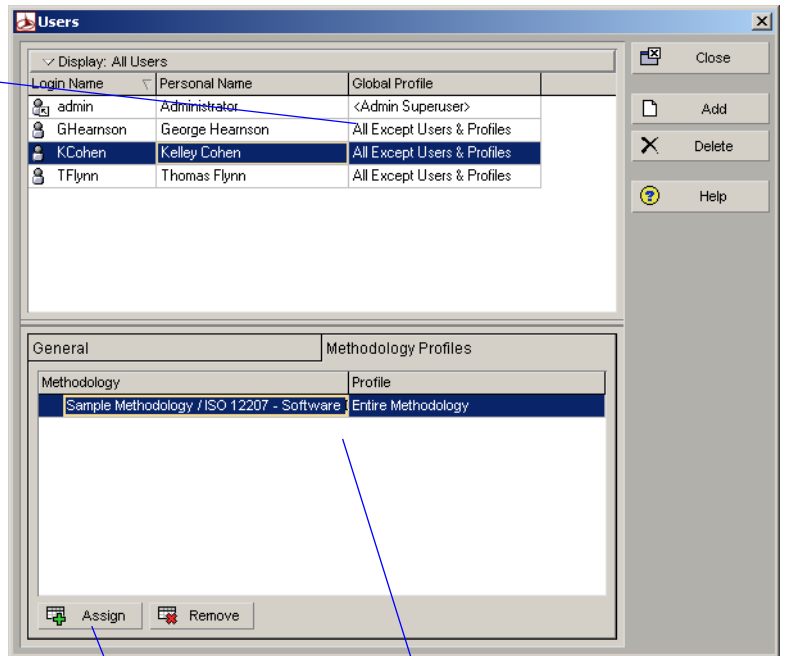 Users
Display: All Users
Login Name Personal Name Global Profile
admin Administrator <Admin Superuser>
GHearnson George Hearnson All Except Users & Profiles
KCohen Kelley Cohen All Except Users & Profiles
TFlynn Thomas Flynn All Except Users & Profiles
Close
Add
Delete
Help
General Methodology Profiles
Methodology Profile
Sample Methodology / ISO 12207 - Software Entire Methodology
Assign Remove